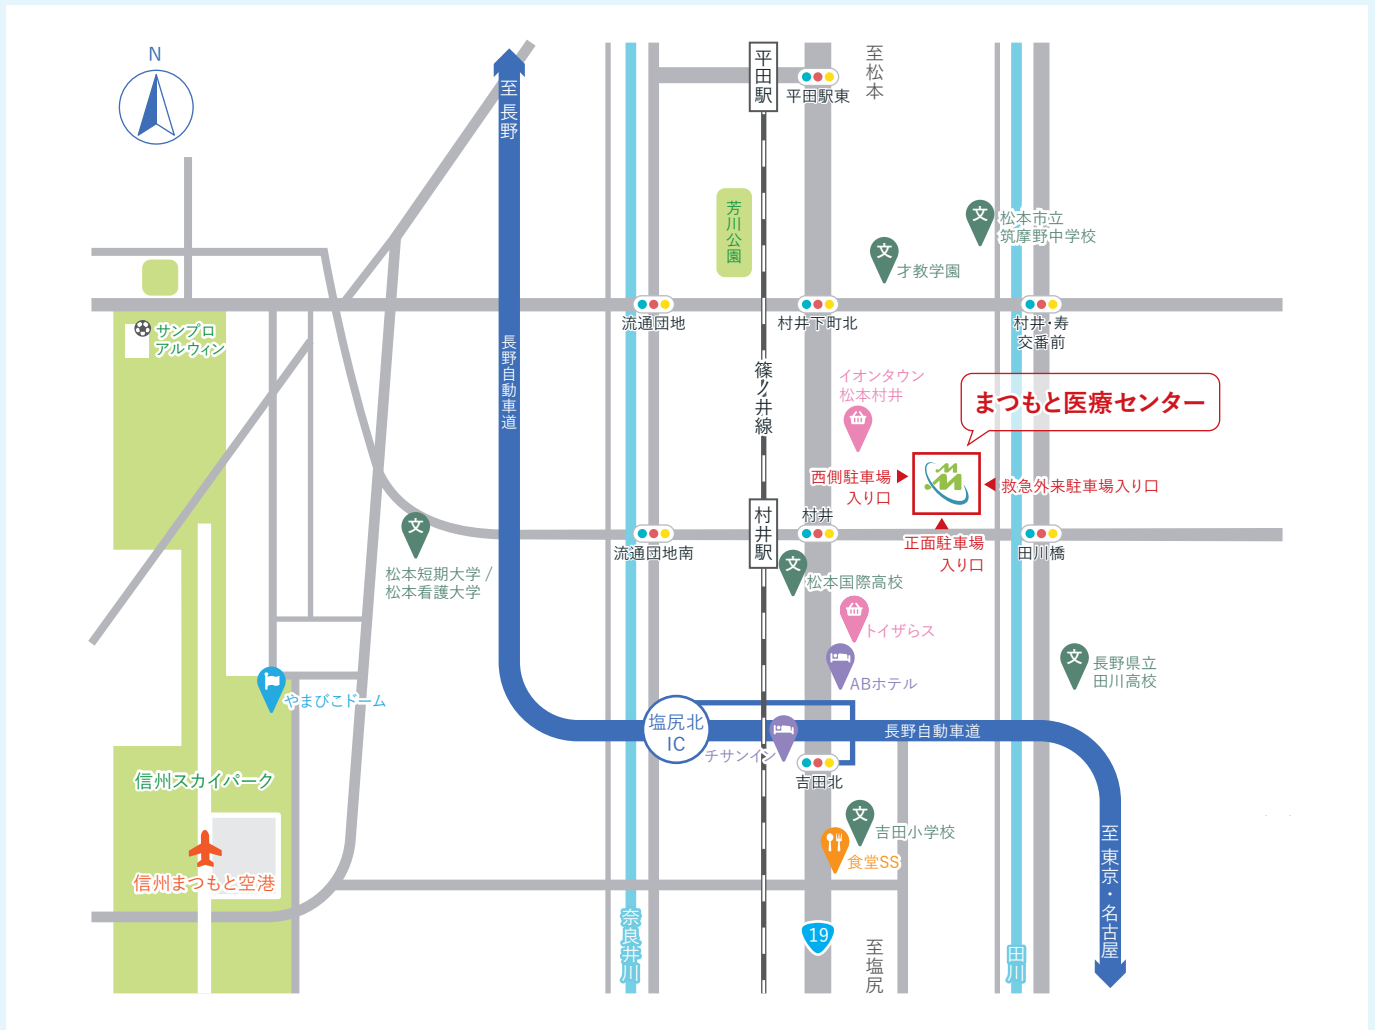 N
至長野
平田駅
平田駅東
至松本
芳川公園
松本市立
筑摩野中学校
才教学園
サンプロ
アルウィン
流通団地
村井下町北
村井・寿
交番前
長野自動車道
篠ノ井線
イオンタウン
松本村井
まつもと医療センター
西側駐車場
入り口
救急外来駐車場入り口
村井駅
村井
正面駐車場
入り口
流通団地南
田川橋
松本短期大学 /
松本看護大学
松本国際高校
トイザらス
ABホテル
長野県立
田川高校
やまびこドーム
塩尻北
IC
チサンイン
長野自動車道
吉田北
信州スカイパーク
吉田小学校
食堂SS
至東京・名古屋
信州まつもと空港
奈良井川
19
至塩尻
田川
文
文
文
文
文
文